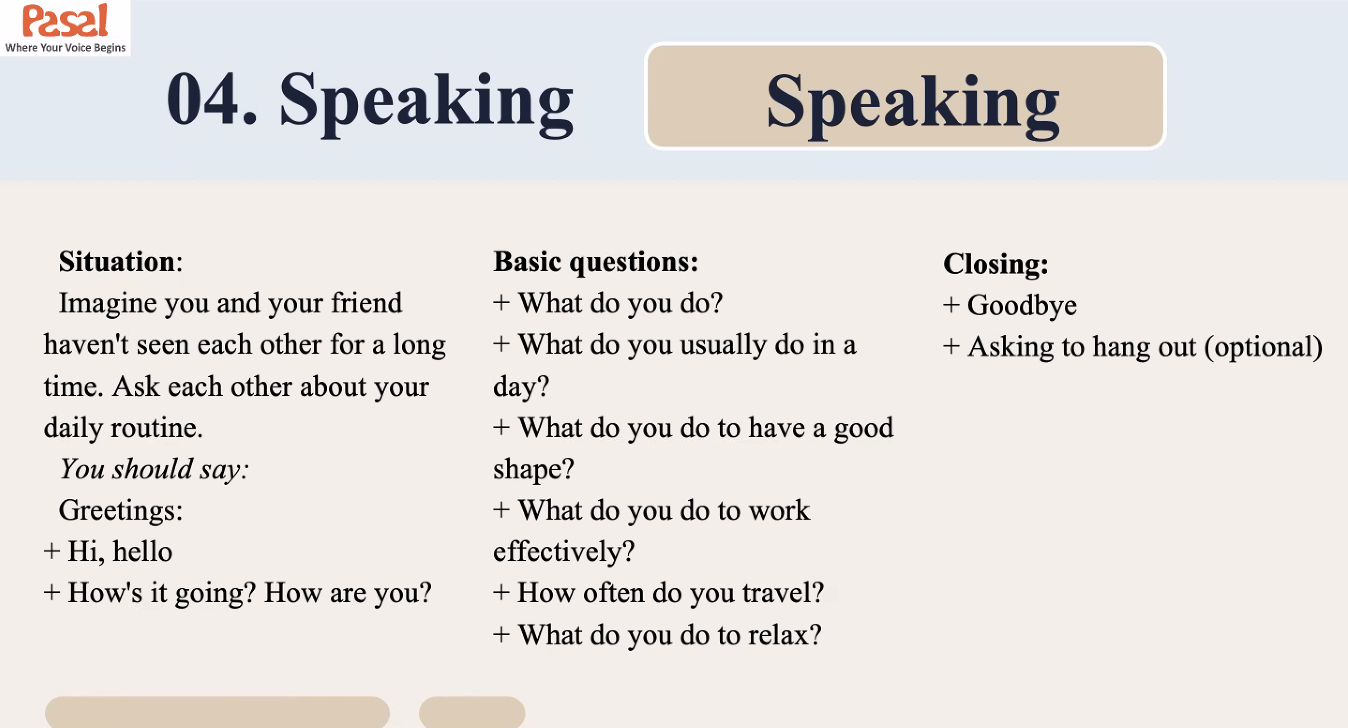 Pasal
Where Your Voice Begins
04. Speaking
Speaking
Situation:
Imagine you and your friend
haven't seen each other for a long
time. Ask each other about your
daily routine.
You should say:
Greetings:
+ Hi, hello
+ How's it going? How are you?
Basic questions:
+ What do you do?
+ What do you usually do in a
day?
+ What do you do to have a good
shape?
+ What do you do to work
effectively?
+ How often do you travel?
+ What do you do to relax?
Closing:
+ Goodbye
+ Asking to hang out (optional)